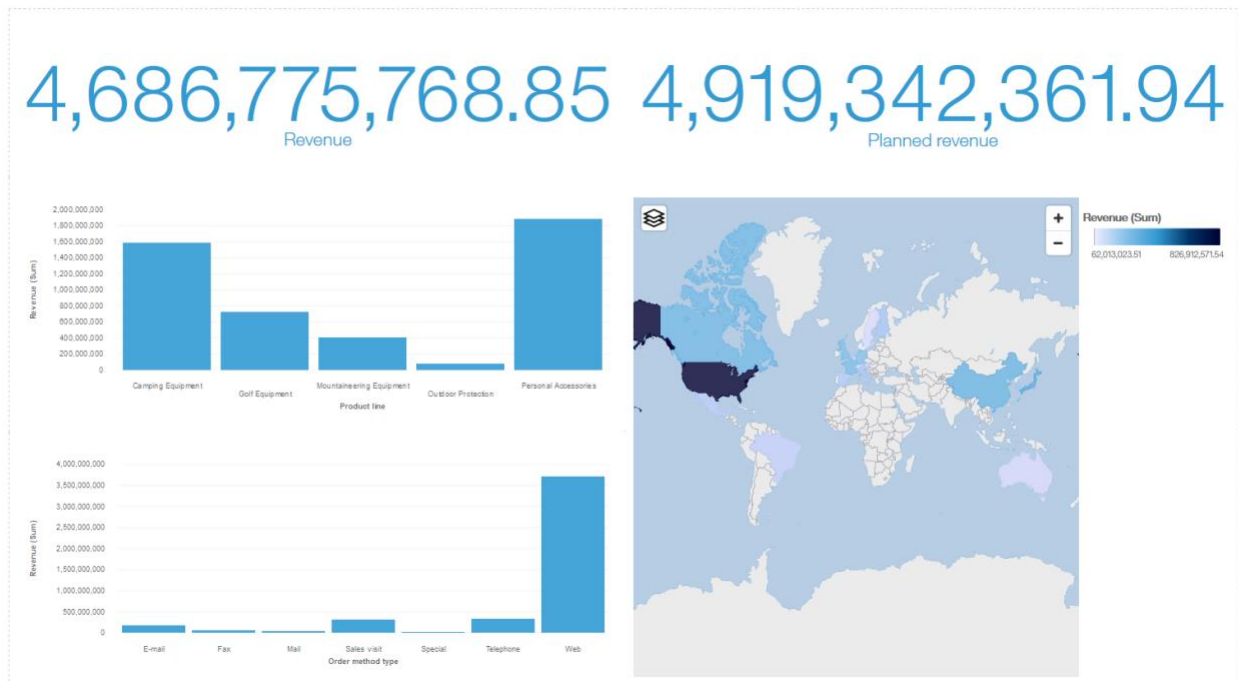 4,686,775,768.85
Revenue
4,919,342,361.94
Planned revenue
2,000,000,000
1,800,000,000
1,600,000,000
1,400,000,000
1,200,000,000
1,000,000,000
800,000,000
600,000,000
400,000,000
200,000,000
0
Revenue (Sum)
Camping Equipment
Golf Equipment
Mountaineering Equipment
Outdoor Protection
Personal Accessories
Product line
+
−
Revenue (Sum)
62,013,023.51 826,912,571.54
4,000,000,000
3,500,000,000
3,000,000,000
2,500,000,000
2,000,000,000
1,500,000,000
1,000,000,000
500,000,000
0
Revenue (Sum)
E-mail Fax Mail Sales visit Special Telephone Web
Order method type